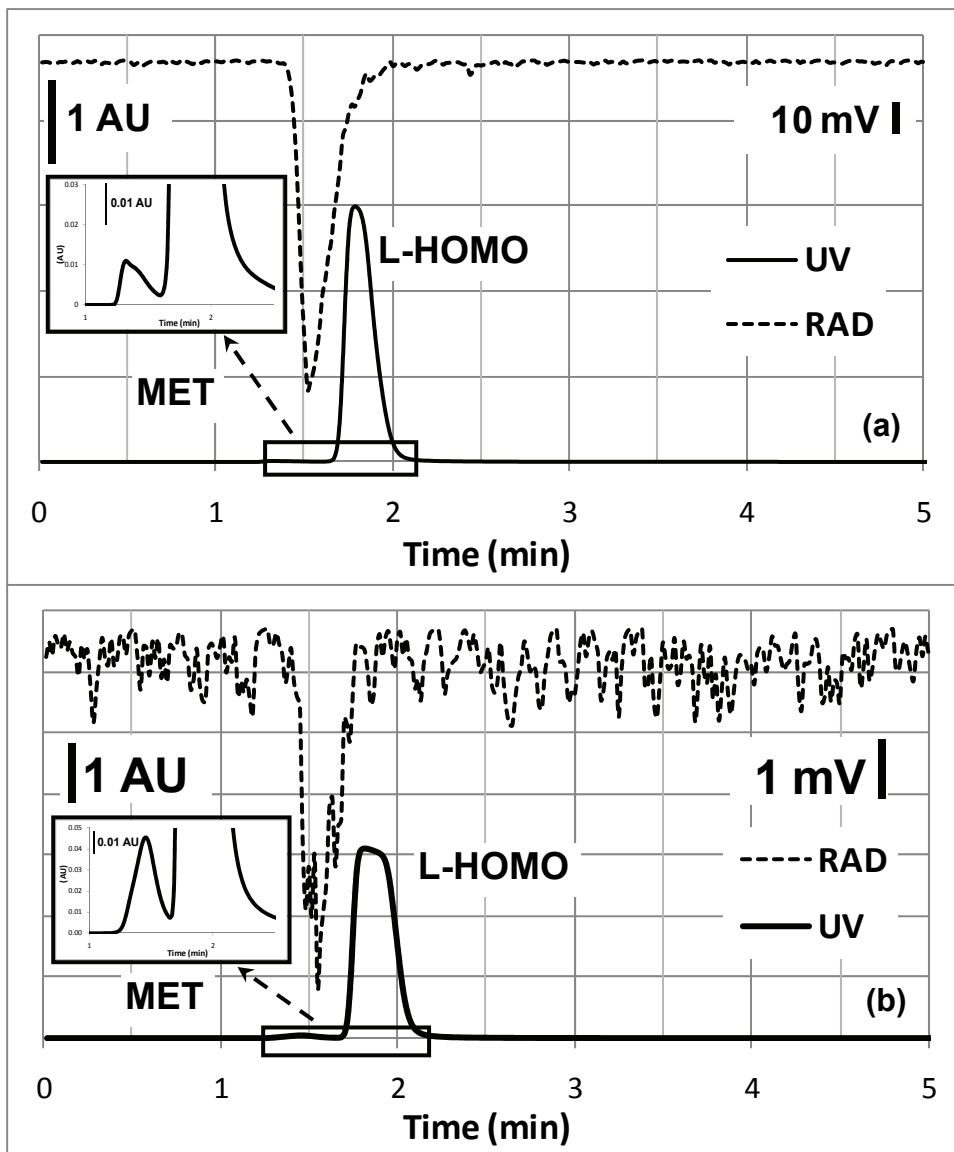 1 AU
10 mV
0.03
0.02
0.01
0
0.01 AU
(AU)
1
2
Time (min)
L-HOMO
UV
RAD
MET
(a)
0
1
2
3
4
5
Time (min)
1 AU
1 mV
0.05
0.04
0.03
0.02
0.01
0.00
0.01 AU
(AU)
1
2
Time (min)
L-HOMO
RAD
UV
MET
(b)
0
1
2
3
4
5
Time (min)